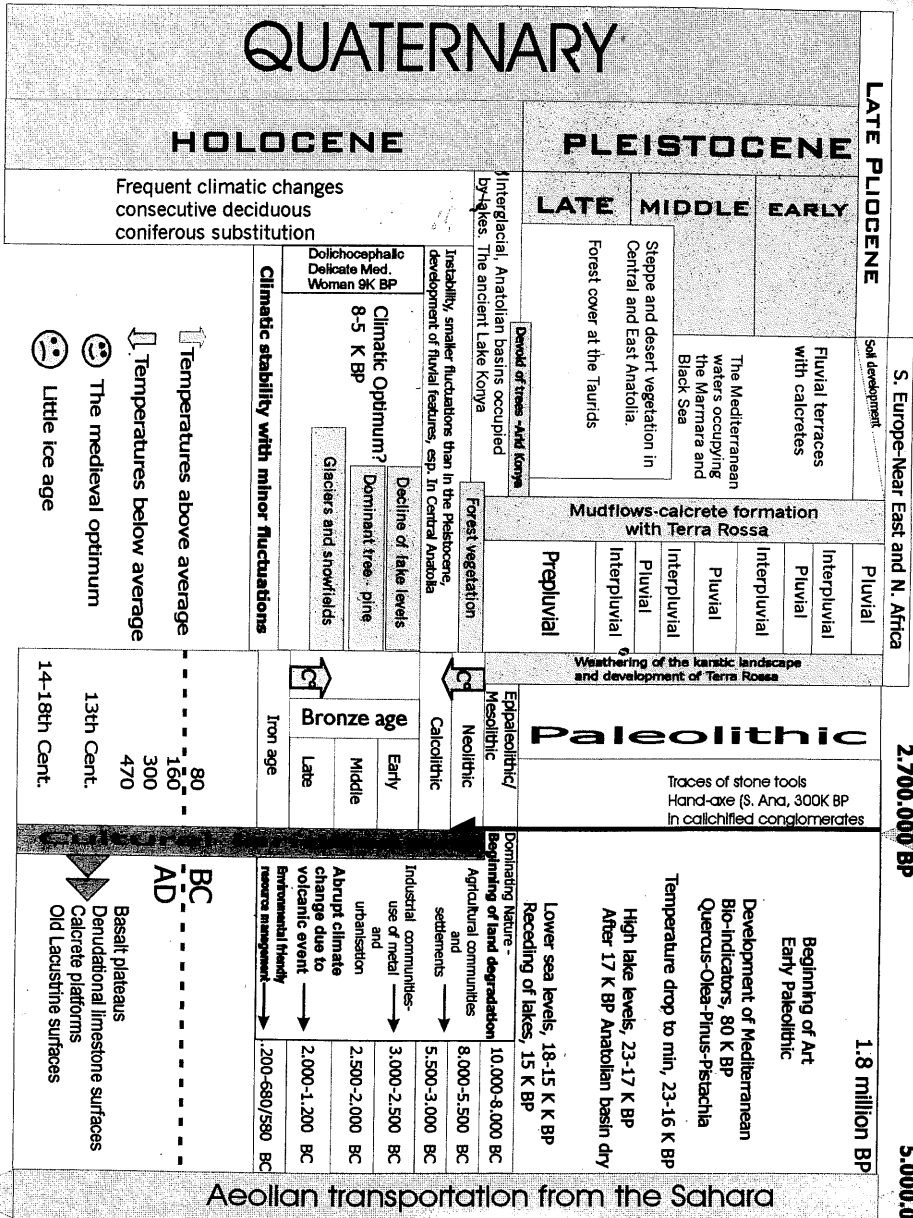 QUATERNARY
LATE PLIOCENE
HOLOCENE
PLEISTOCENE
Frequent climatic changes
consecutive deciduous
coniferous substitution
LATE
MIDDLE
EARLY
S. Europe-Near East and N. Africa
Soil development
Fluvial terraces
with calcretes
The Mediterranean
waters occupying
the Marmara and
Black Sea
Steppe and desert vegetation in
Central and East Anatolia.
Forest cover at the Taurids
Devoid of trees -Arid Konya
Interglacial, Anatolian basins occupied
by lakes. The ancient Lake Konya
Instability, smaller fluctuations than in the Pleistocene,
development of fluvial features, esp. In Central Anatolia
Dolichocephalic
Delicate Med.
Woman 9K BP
Climatic Optimum?
8-5 K BP
Forest vegetation
Decline of lake levels
Dominant tree- pine
Glaciers and snowfields
Climatic stability with minor fluctuations
Temperatures above average
Temperatures below average
The medieval optimum
Little ice age
Mudflows-calcrete formation
with Terra Rossa
Pluvial
Interpluvial
Pluvial
Interpluvial
Pluvial
Interpluvial
Pluvial
Interpluvial
Prepluvial
Weathering of the karstic landscape
and development of Terra Rossa
2.700.000 BP
Paleolithic
Traces of stone tools
Hand-axe (S. Ana, 300K BP
In calichified conglomerates
Epipaleolithic/
Mesolithic
Neolithic
Calcolithic
C°
Bronze age
Early
Middle
Late
C°
Iron age
80
160
300
470
13th Cent.
14-18th Cent.
Cultural
1.8 million BP
Beginning of Art
Early Paleolithic
Development of Mediterranean
Bio-indicators, 80 K BP
Quercus-Olea-Pinus-Pistachia
Temperature drop to min, 23-16 K BP
High lake levels, 23-17 K BP
After 17 K BP Anatolian basin dry
Lower sea levels, 18-15 K K BP
Receding of lakes, 15 K BP
Dominating Nature -
Beginning of land degradation
Agricultural communities
and
settlements
Industrial communities-
use of metal
and
urbanisation
Abrupt climate
change due to
volcanic event
Environmental friendly
resource management
10.000-8.000 BC
8.000-5.500 BC
5.500-3.000 BC
3.000-2.500 BC
2.500-2.000 BC
2.000-1.200 BC
.200-680/580 BC
BC
AD
Basalt plateaus
Denudational limestone surfaces
Calcrete platforms
Old Lacustrine surfaces
Aeolian transportation from the Sahara